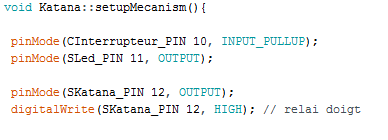 void Katana::setupMecanism(){
pinMode(CInterrupteur_PIN 10, INPUT_PULLUP);
pinMode(SLed_PIN 11, OUTPUT);
pinMode(SKatana_PIN 12, OUTPUT);
digitalWrite(SKatana_PIN 12, HIGH); // relai doigt